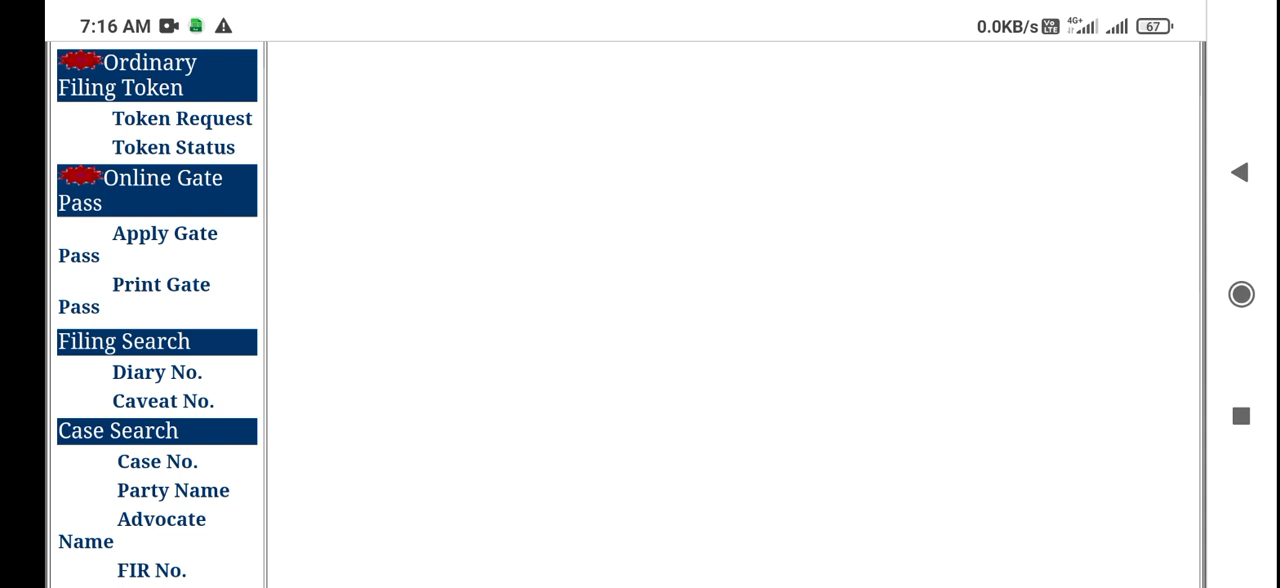 7:16 AM
0.0KB/s Vo LTE 4G+ 67
Ordinary
Filing Token
Token Request
Token Status
Online Gate
Pass
Apply Gate
Pass
Print Gate
Pass
Filing Search
Diary No.
Caveat No.
Case Search
Case No.
Party Name
Advocate
Name
FIR No.